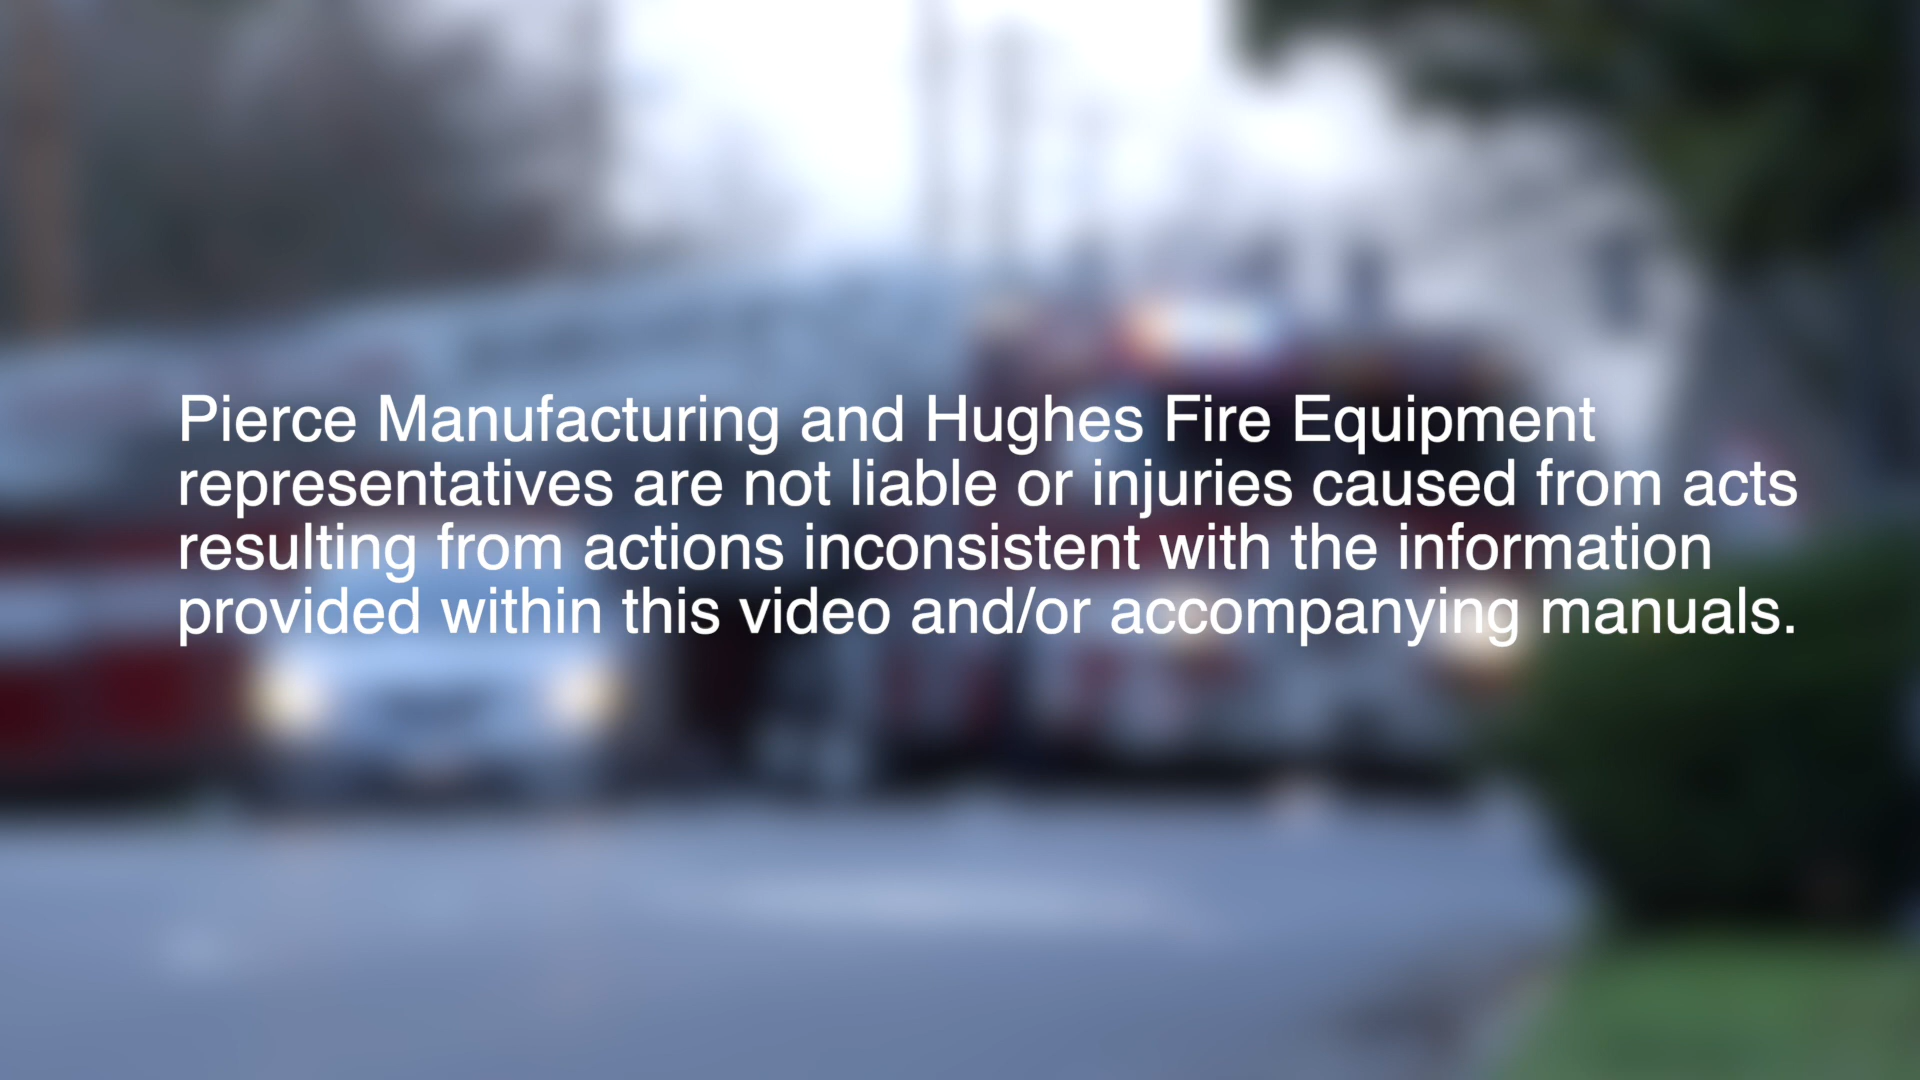 Pierce Manufacturing and Hughes Fire Equipment
representatives are not liable or injuries caused from acts
resulting from actions inconsistent with the information
provided within this video and/or accompanying manuals.